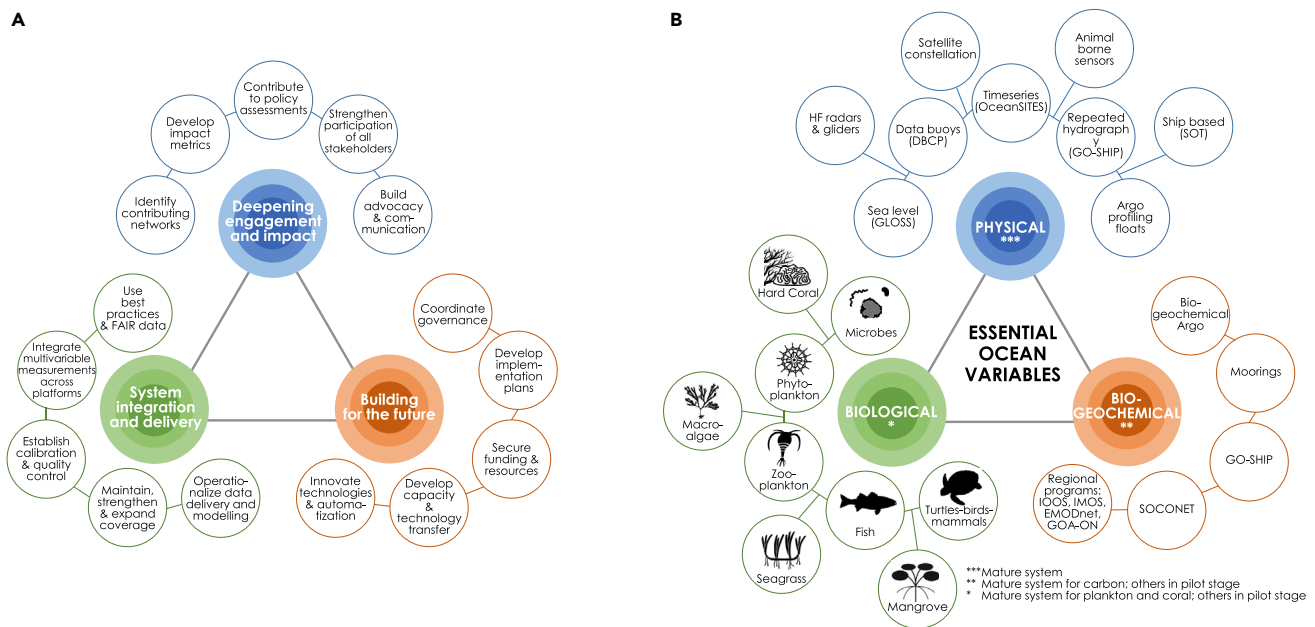 A
Contribute
to policy
assessments
Develop
impact
metrics
Strengthen
participation
of all
stakeholders
Identify
contributing
networks
Build
advocacy
& com-
munication
Deepening
engagement
and impact
Use
best
practices
& FAIR data
Integrate
multivariable
measurements
across
platforms
Establish
calibration
& quality
control
Maintain,
strengthen
& expand
coverage
Operatio-
nalize data
delivery and
modelling
System
integration
and delivery
Coordinate
governance
Develop
implem-
entation
plans
Secure
funding &
resources
Develop
capacity
&
technology
transfer
Innovate
technologies
& automa-
tization
Building
for the future
B
Satellite
constellation
Animal
borne
sensors
Timeseries
(OceanSITES)
HF radars
& gliders
Data buoys
(DBCP)
Repeated
hydrograph
y
(GO-SHIP)
Ship based
(SOT)
Sea level
(GLOSS)
Argo
profiling
floats
PHYSICAL
***
Hard Coral
Microbes
Phyto-
plankton
Macro-
algae
Zoo-
plankton
Fish
Turtles-birds-
mammals
Seagrass
Mangrove
BIOLOGICAL
*
ESSENTIAL
OCEAN
VARIABLES
BIO-
GEOCHEMICAL
**
Bio-
geochemical
Argo
Moorings
GO-SHIP
SOCONET
Regional
programs:
IOOS, IMOS,
EMODnet,
GOA-ON
***Mature system
** Mature system for carbon; others in pilot stage
* Mature system for plankton and coral; others in pilot stage